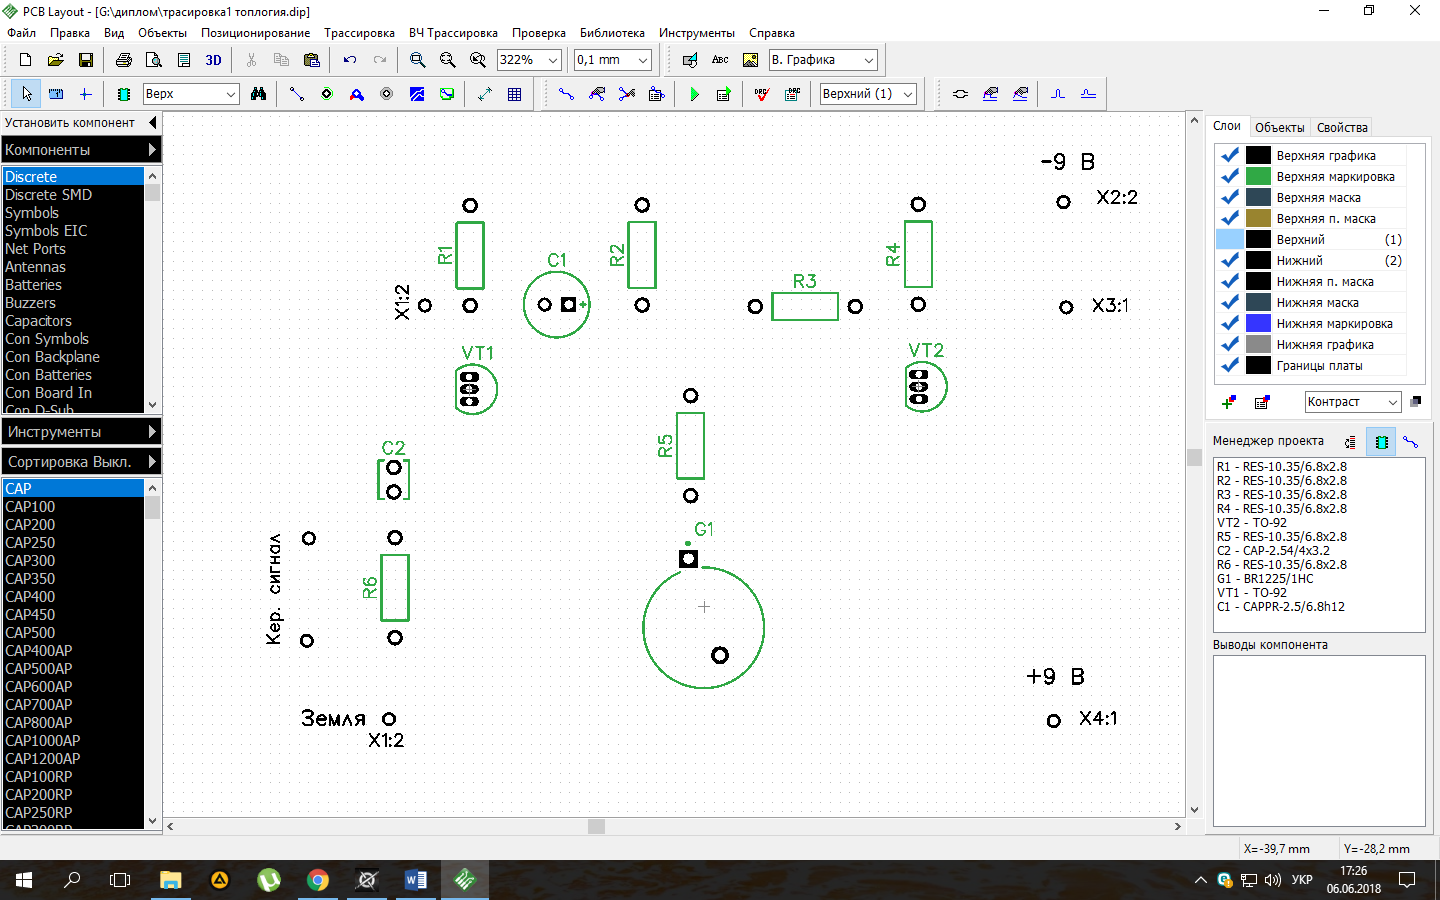 PCB Layout - [G:\диплом\трасировка1 топлогия.dip]
Файл Правка Вид Объекты Позиционирование Трассировка ВЧ Трассировка Проверка Библиотека Инструменты Справка
3D 322% 0,1 mm ABC В. Графика
Верх DRC DRC Верхний (1)
Установить компонент
Компоненты
Discrete
Discrete SMD
Symbols
Symbols EIC
Net Ports
Antennas
Batteries
Buzzers
Capacitors
Con Symbols
Con Backplane
Con Batteries
Con Board In
Con D-Sub
Инструменты
Сортировка Выкл.
CAP
CAP100
CAP200
CAP250
CAP300
CAP350
CAP400
CAP450
CAP500
CAP400AP
CAP500AP
CAP600AP
CAP700AP
CAP800AP
CAP1000AP
CAP1200AP
CAP100RP
CAP200RP
CAP250RP
CAP300RP
-9 В
X2:2
R1
C1
R2
R3
R4
X1:2
X3:1
VT1
VT2
C2
R5
G1
Кер. сигнал
R6
+9 В
Земля
X4:1
X1:2
Слои Объекты Свойства
Верхняя графика
Верхняя маркировка
Верхняя маска
Верхняя п. маска
Верхний (1)
Нижний (2)
Нижняя п. маска
Нижняя маска
Нижняя маркировка
Нижняя графика
Границы платы
Контраст
Менеджер проекта
R1 - RES-10.35/6.8x2.8
R2 - RES-10.35/6.8x2.8
R3 - RES-10.35/6.8x2.8
R4 - RES-10.35/6.8x2.8
VT2 - TO-92
R5 - RES-10.35/6.8x2.8
C2 - CAP-2.54/4x3.2
R6 - RES-10.35/6.8x2.8
G1 - BR1225/1HC
VT1 - TO-92
C1 - CAPPR-2.5/6.8h12
Выводы компонента
X=-39,7 mm Y=-28,2 mm
УКР
17:26
06.06.2018